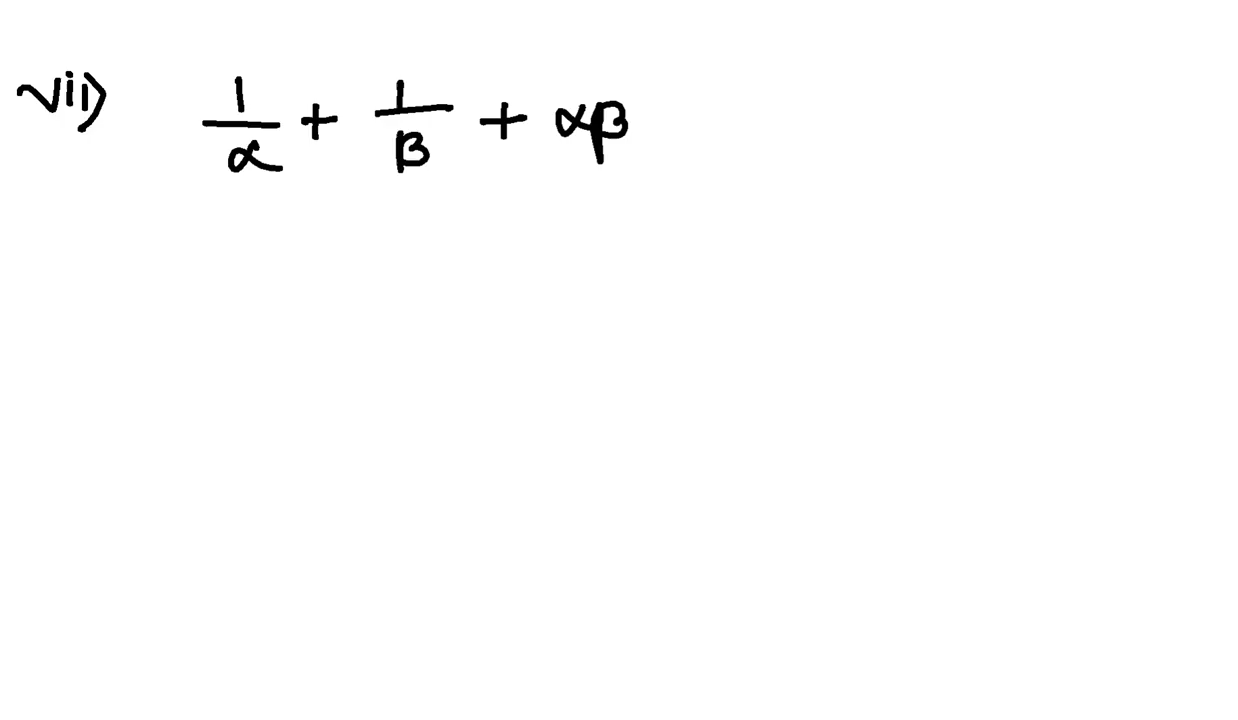 vii) 1/α + 1/β + αβ